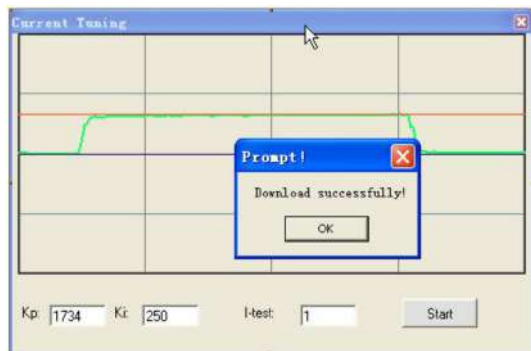 Current Tuning
Prompt!
Download successfully!
OK
Kp: 1734 Ki: 250 I-test: 1 Start